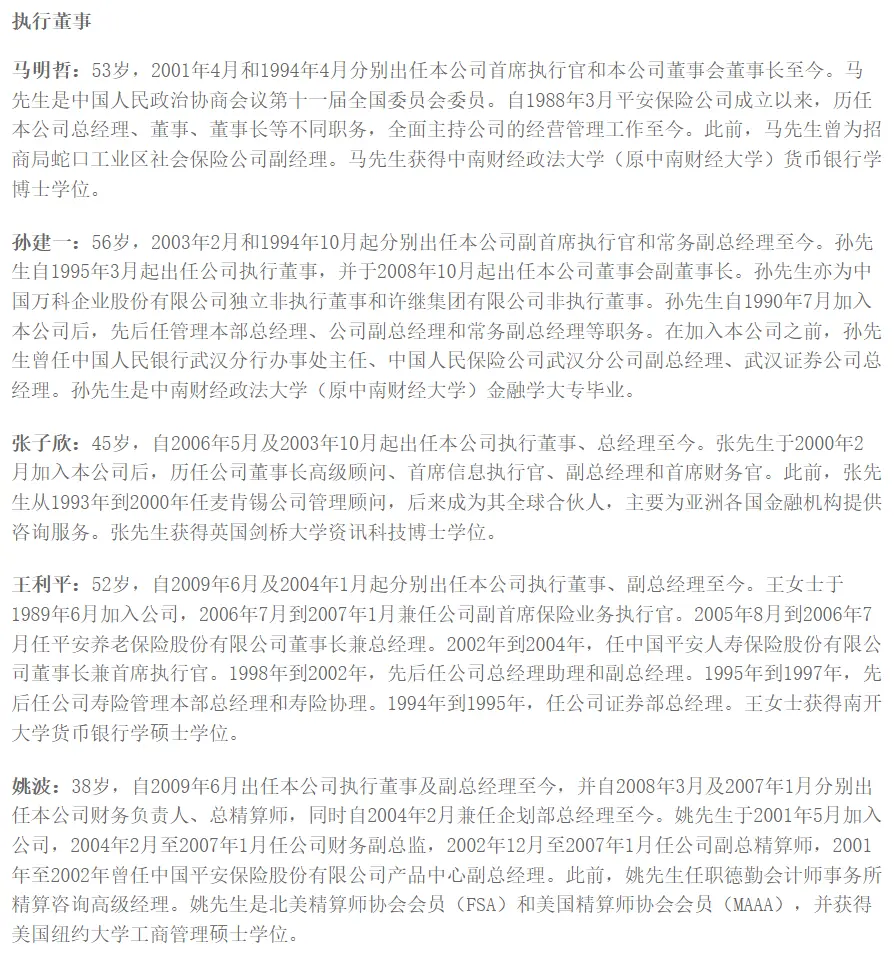 执行董事
马明哲：53岁，2001年4月和1994年4月分别出任本公司首席执行官和本公司董事会董事长至今。马
先生是中国人民政治协商会议第十一届全国委员会委员。自1988年3月平安保险公司成立以来，历任
本公司总经理、董事、董事长等不同职务，全面主持公司的经营管理工作至今。此前，马先生曾为招
商局蛇口工业区社会保险公司副经理。马先生获得中南财经政法大学（原中南财经大学）货币银行学
博士学位。
孙建一：56岁，2003年2月和1994年10月起分别出任本公司副首席执行官和常务副总经理至今。孙先
生自1995年3月起出任公司执行董事，并于2008年10月起出任本公司董事会副董事长。孙先生亦为中
国万科企业股份有限公司独立非执行董事和许继集团有限公司非执行董事。孙先生自1990年7月加入
本公司后，先后任管理本部总经理、公司副总经理和常务副总经理等职务。在加入本公司之前，孙先
生曾任中国人民银行武汉分行办事处主任、中国人民保险公司武汉分公司副总经理、武汉证券公司总
经理。孙先生是中南财经政法大学（原中南财经大学）金融学大专毕业。
张子欣：45岁，自2006年5月及2003年10月起出任本公司执行董事、总经理至今。张先生于2000年2
月加入本公司后，历任公司董事长高级顾问、首席信息执行官、副总经理和首席财务官。此前，张先
生从1993年到2000年任麦肯锡公司管理顾问，后来成为其全球合伙人，主要为亚洲各国金融机构提供
咨询服务。张先生获得英国剑桥大学资讯科技博士学位。
王利平：52岁，自2009年6月及2004年1月起分别出任本公司执行董事、副总经理至今。王女士于
1989年6月加入公司，2006年7月到2007年1月兼任公司副首席保险业务执行官。2005年8月到2006年7
月任平安养老保险股份有限公司董事长兼总经理。2002年到2004年，任中国平安人寿保险股份有限公
司董事长兼首席执行官。1998年到2002年，先后任公司总经理助理和副总经理。1995年到1997年，先
后任公司寿险管理本部总经理和寿险协理。1994年到1995年，任公司证券部总经理。王女士获得南开
大学货币银行学硕士学位。
姚波：38岁，自2009年6月出任本公司执行董事及副总经理至今，并自2008年3月及2007年1月分别出
任本公司财务负责人、总精算师，同时自2004年2月兼任企划部总经理至今。姚先生于2001年5月加入
公司，2004年2月至2007年1月任公司财务副总监，2002年12月至2007年1月任公司副总精算师，2001
年至2002年曾任中国平安保险股份有限公司产品中心副总经理。此前，姚先生任职德勤会计师事务所
精算咨询高级经理。姚先生是北美精算师协会会员（FSA）和美国精算师协会会员（MAAA），并获得
美国纽约大学工商管理硕士学位。